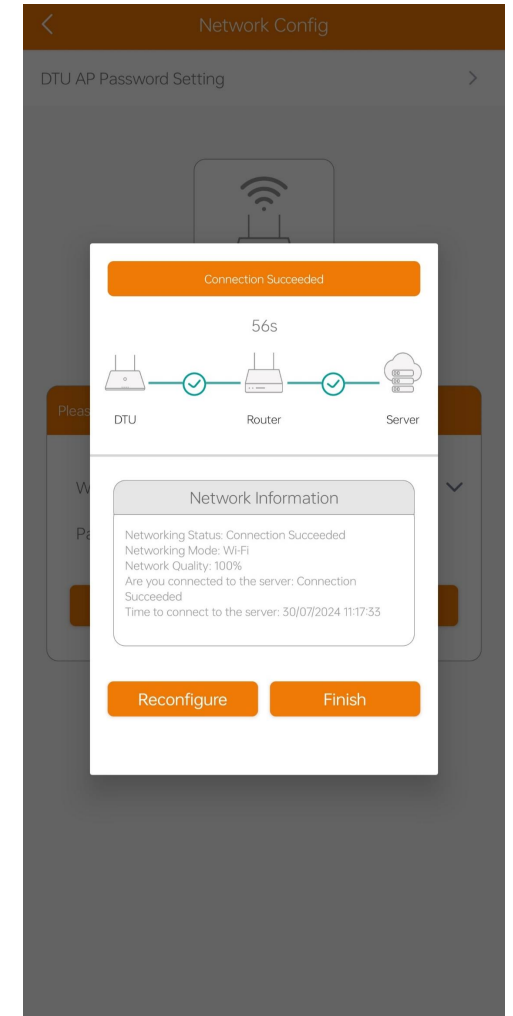 Network Config
DTU AP Password Setting
Connection Succeeded
56s
DTU Router Server
Pleas
W
Pa
Network Information
Networking Status: Connection Succeeded
Networking Mode: Wi-Fi
Network Quality: 100%
Are you connected to the server: Connection
Succeeded
Time to connect to the server: 30/07/2024 11:17:33
Reconfigure Finish